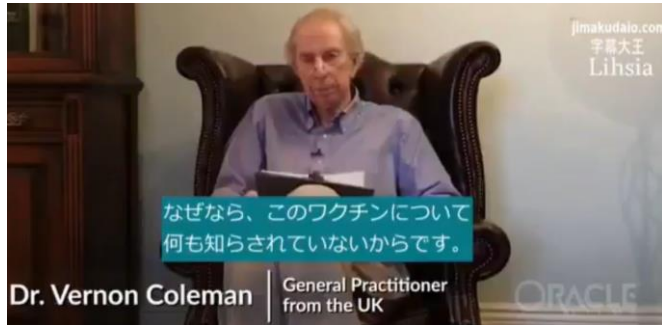 jimakudaio.com
字幕大王
Lihsia
なぜなら、このワクチンについて
何も知らされていないからです。
Dr. Vernon Coleman
General Practitioner
from the UK
ORACLE